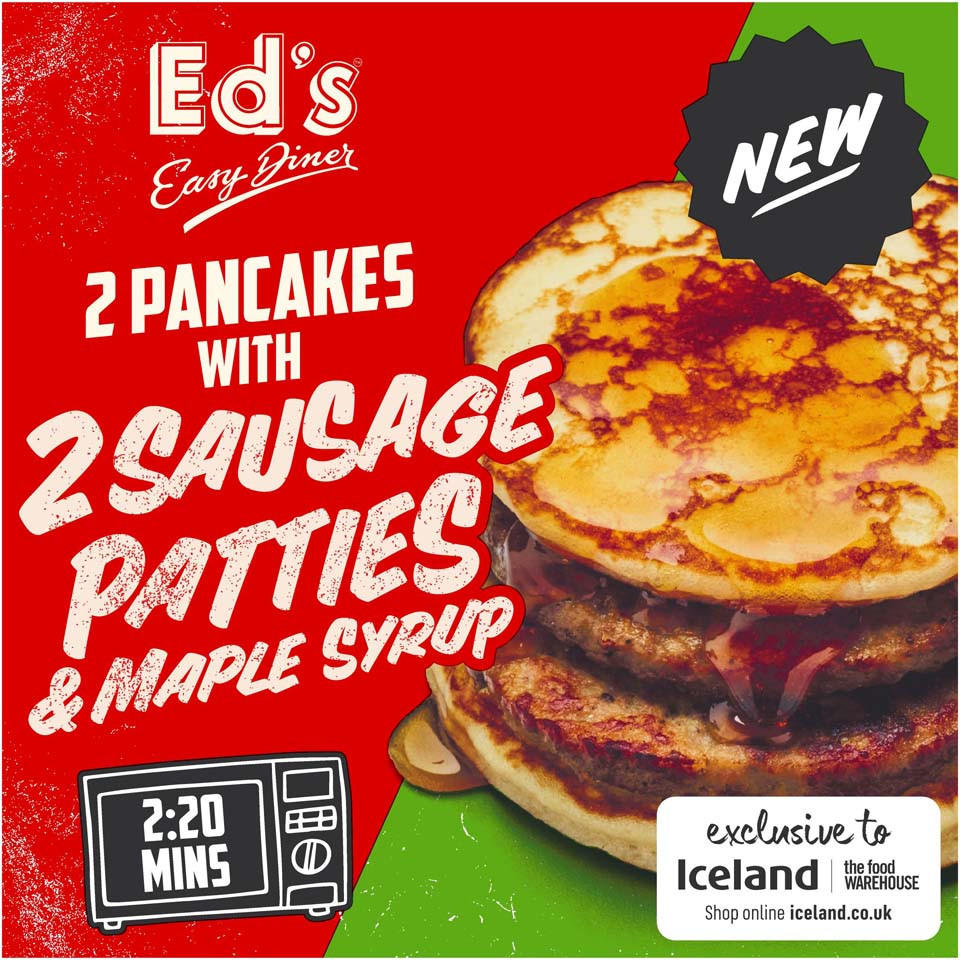 Ed's™
Easy Diner
NEW
2 PANCAKES
WITH
2 SAUSAGE
PATTIES
& MAPLE SYRUP
2:20
MINS
exclusive to
Iceland | the food
WAREHOUSE
Shop online iceland.co.uk